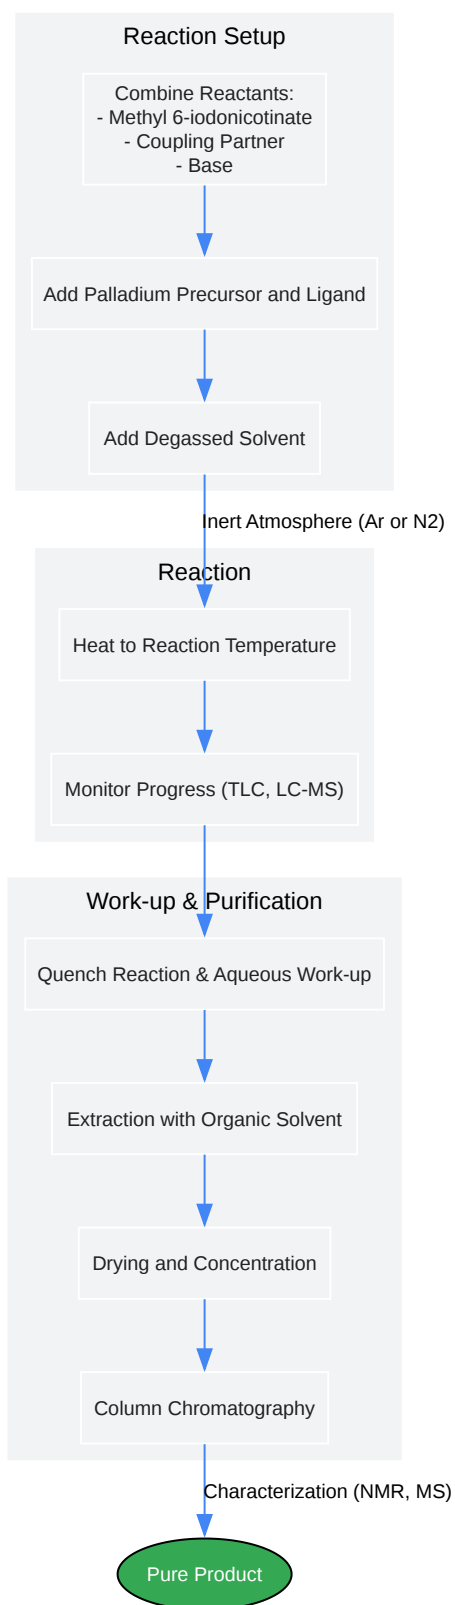 Reaction Setup
Combine Reactants:
- Methyl 6-iodonicotinate
- Coupling Partner
- Base
Add Palladium Precursor and Ligand
Add Degassed Solvent
Inert Atmosphere (Ar or N2)
Reaction
Heat to Reaction Temperature
Monitor Progress (TLC, LC-MS)
Work-up & Purification
Quench Reaction & Aqueous Work-up
Extraction with Organic Solvent
Drying and Concentration
Column Chromatography
Characterization (NMR, MS)
Pure Product